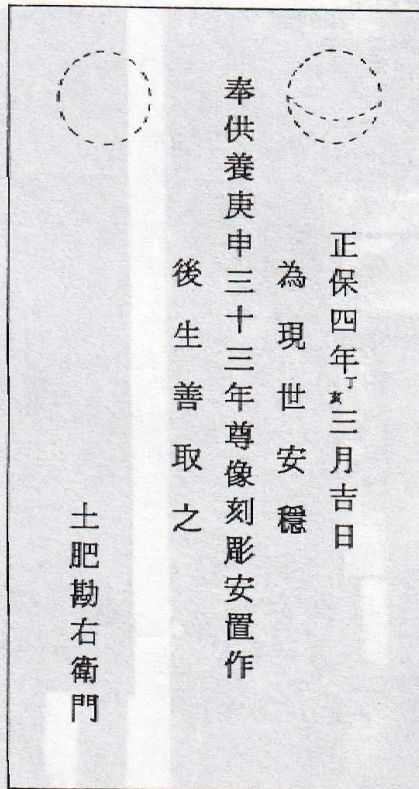 正保四年丁亥三月吉日
為現世安穏
奉供養庚申三十三年尊像刻彫安置作
後生善取之
土肥勘右衛門